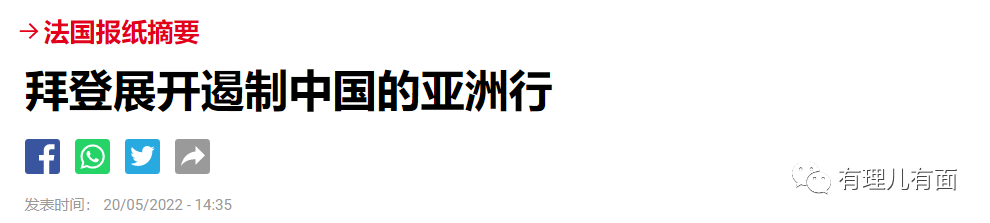 →法国报纸摘要
拜登展开遏制中国的亚洲行
有理儿有面
发表时间： 20/05/2022 - 14:35